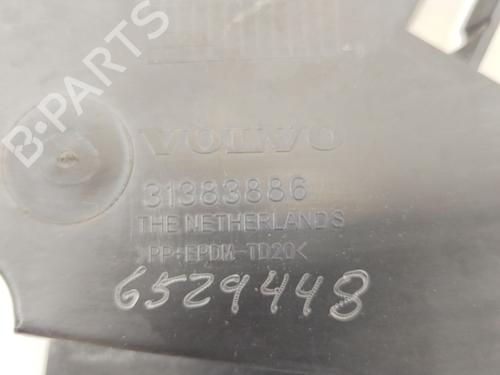 B-PARTS
VOLVO
31383886
THE NETHERLANDS
>PP+EPDM-TD20<
6529448